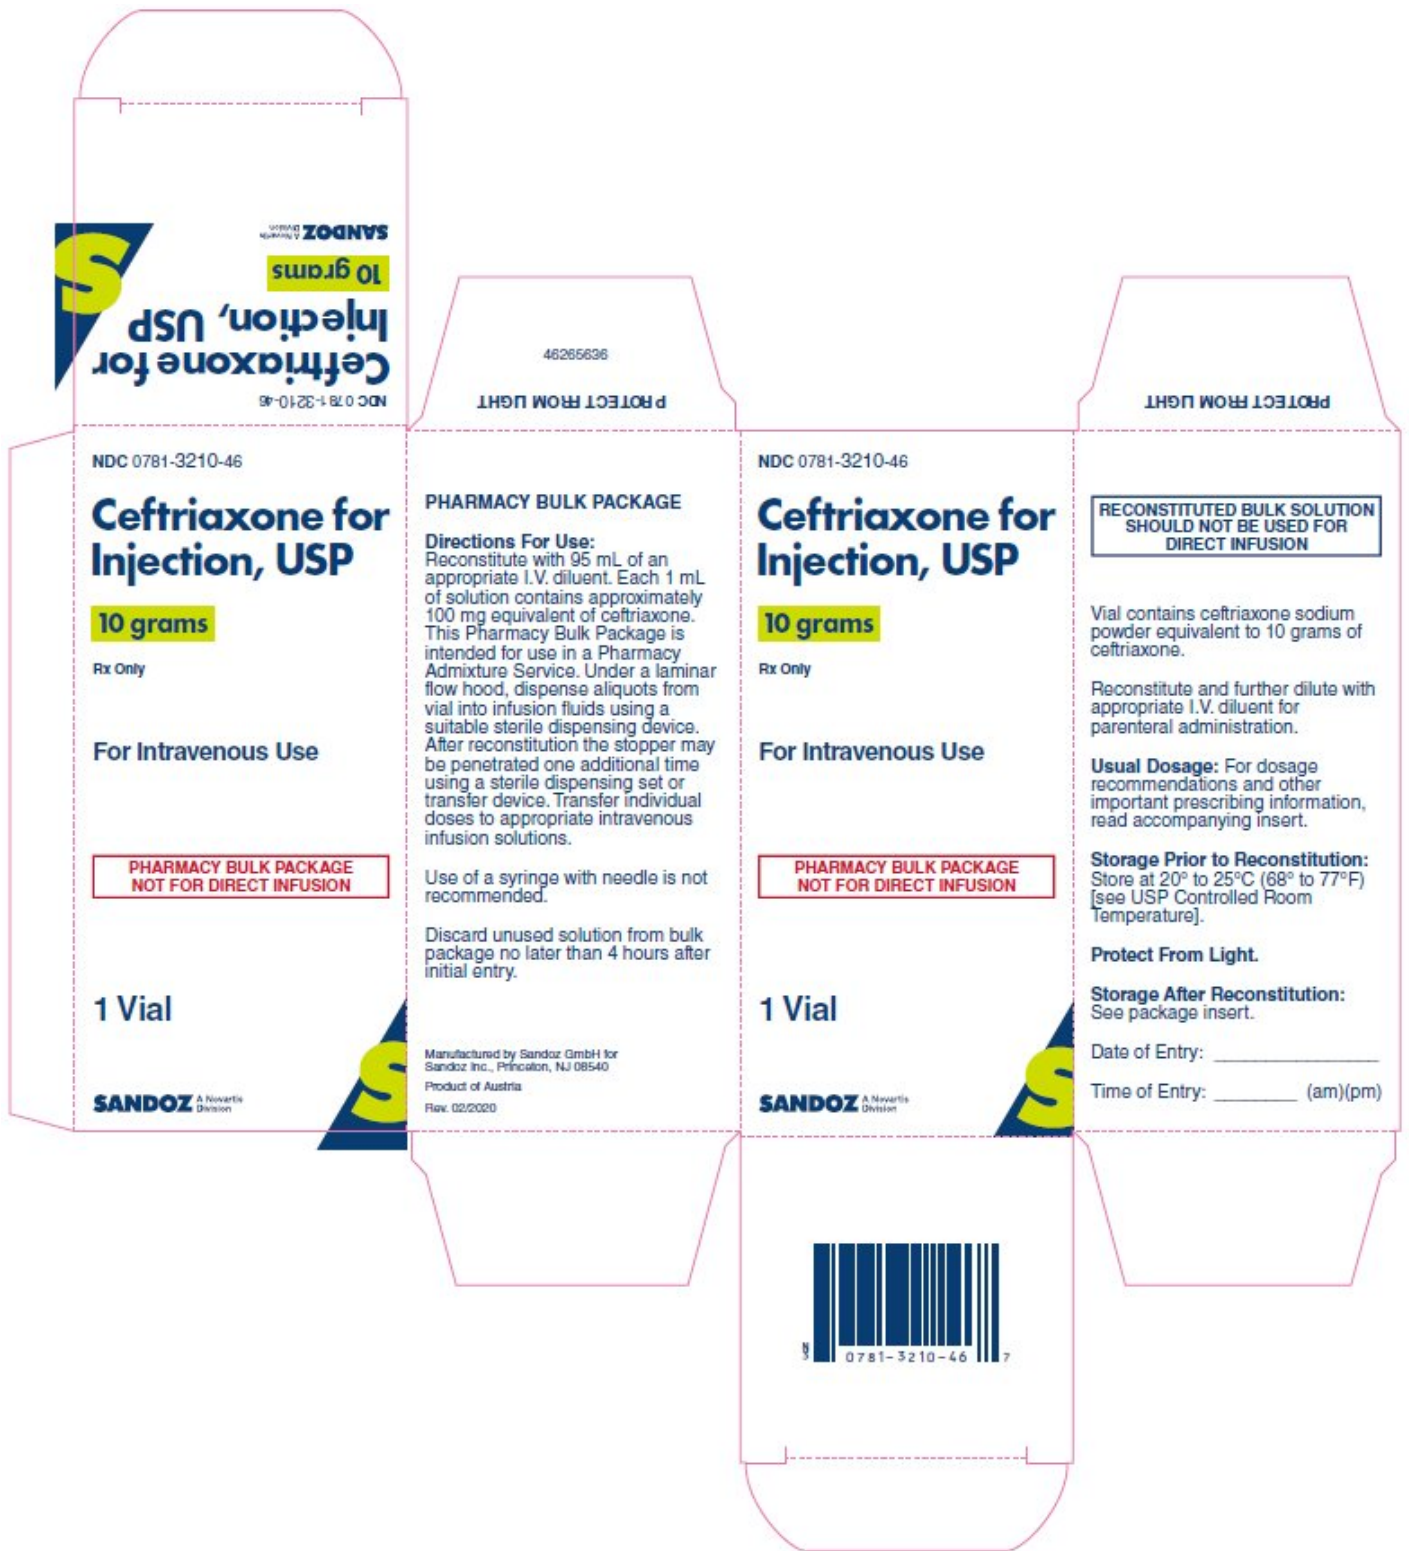 SANDOZ A Novartis Division
10 grams
Ceftriaxone for
Injection, USP
NDC 0781-3210-46
46265636
PROTECT FROM LIGHT
PROTECT FROM LIGHT
NDC 0781-3210-46
Ceftriaxone for
Injection, USP
10 grams
Rx Only
For Intravenous Use
PHARMACY BULK PACKAGE
NOT FOR DIRECT INFUSION
1 Vial
SANDOZ A Novartis Division
S
PHARMACY BULK PACKAGE
Directions For Use:
Reconstitute with 95 mL of an
appropriate I.V. diluent. Each 1 mL
of solution contains approximately
100 mg equivalent of ceftriaxone.
This Pharmacy Bulk Package is
intended for use in a Pharmacy
Admixture Service. Under a laminar
flow hood, dispense aliquots from
vial into infusion fluids using a
suitable sterile dispensing device.
After reconstitution the stopper may
be penetrated one additional time
using a sterile dispensing set or
transfer device. Transfer individual
doses to appropriate intravenous
infusion solutions.
Use of a syringe with needle is not
recommended.
Discard unused solution from bulk
package no later than 4 hours after
initial entry.
Manufactured by Sandoz GmbH for
Sandoz Inc., Princeton, NJ 08540
Product of Austria
Rev. 02/2020
NDC 0781-3210-46
Ceftriaxone for
Injection, USP
10 grams
Rx Only
For Intravenous Use
PHARMACY BULK PACKAGE
NOT FOR DIRECT INFUSION
1 Vial
SANDOZ A Novartis Division
S
RECONSTITUTED BULK SOLUTION
SHOULD NOT BE USED FOR
DIRECT INFUSION
Vial contains ceftriaxone sodium
powder equivalent to 10 grams of
ceftriaxone.
Reconstitute and further dilute with
appropriate I.V. diluent for
parenteral administration.
Usual Dosage: For dosage
recommendations and other
important prescribing information,
read accompanying insert.
Storage Prior to Reconstitution:
Store at 20° to 25°C (68° to 77°F)
[see USP Controlled Room
Temperature].
Protect From Light.
Storage After Reconstitution:
See package insert.
Date of Entry: ________________
Time of Entry: ________ (am)(pm)
N
3 0781-3210-46 7